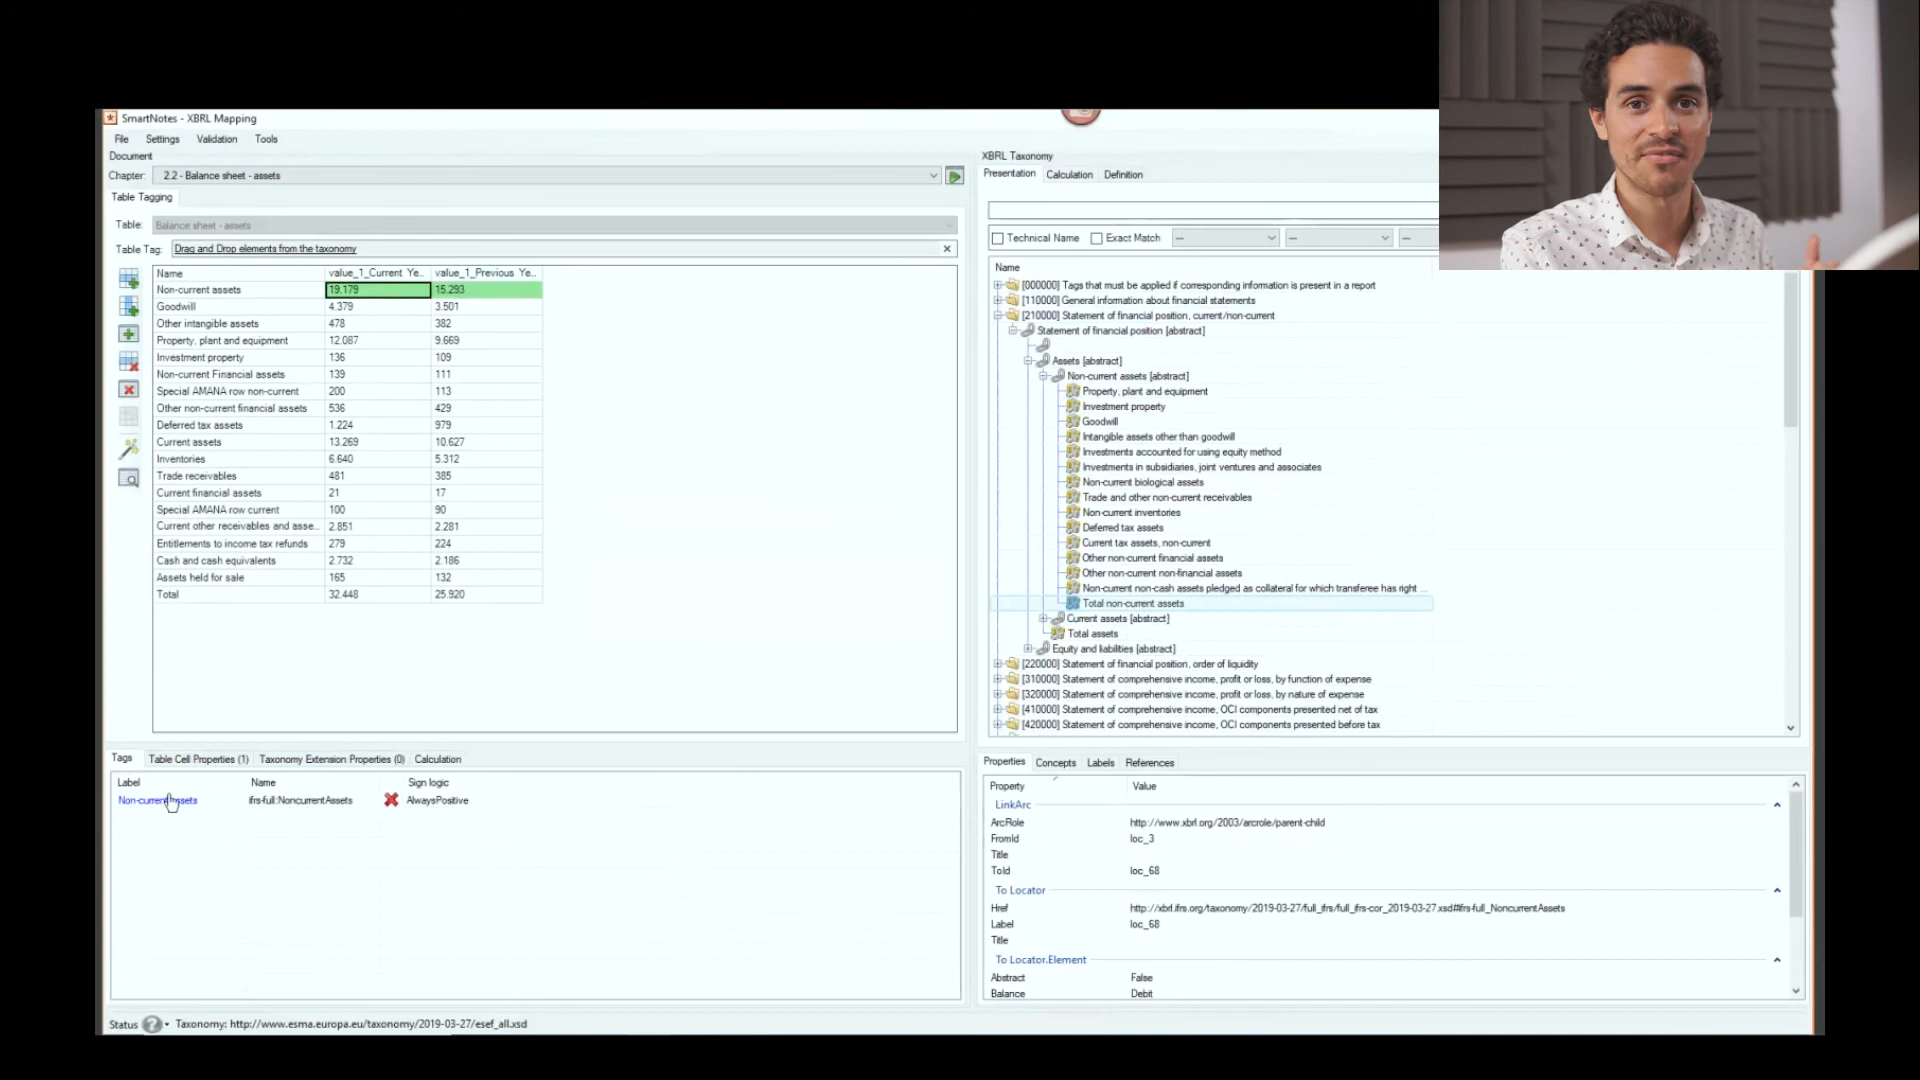 SmartNotes - XBRL Mapping
File Settings Validation Tools
Document
Chapter: 2.2 - Balance sheet - assets
Table Tagging
Table: Balance sheet - assets
Table Tag: Drag and Drop elements from the taxonomy
Name value_1_Current Ye... value_1_Previous Ye...
Non-current assets 19.179 15.293
Goodwill 4.379 3.501
Other intangible assets 478 382
Property, plant and equipment 12.087 9.669
Investment property 136 109
Non-current Financial assets 139 111
Special AMANA row non-current 200 113
Other non-current financial assets 536 429
Deferred tax assets 1.224 979
Current assets 13.269 10.627
Inventories 6.640 5.312
Trade receivables 481 385
Current financial assets 21 17
Special AMANA row current 100 90
Current other receivables and asse... 2.851 2.281
Entitlements to income tax refunds 279 224
Cash and cash equivalents 2.732 2.186
Assets held for sale 165 132
Total 32.448 25.920
Tags Table Cell Properties (1) Taxonomy Extension Properties (0) Calculation
Label Name Sign logic
Non-current assets ifrs-full:NoncurrentAssets AlwaysPositive
XBRL Taxonomy
Presentation Calculation Definition
Technical Name Exact Match --- --- ---
Name
[000000] Tags that must be applied if corresponding information is present in a report
[110000] General information about financial statements
[210000] Statement of financial position, current/non-current
Statement of financial position [abstract]
Assets [abstract]
Non-current assets [abstract]
Property, plant and equipment
Investment property
Goodwill
Intangible assets other than goodwill
Investments accounted for using equity method
Investments in subsidiaries, joint ventures and associates
Non-current biological assets
Trade and other non-current receivables
Non-current inventories
Deferred tax assets
Current tax assets, non-current
Other non-current financial assets
Other non-current non-financial assets
Non-current non-cash assets pledged as collateral for which transferee has right ...
Total non-current assets
Current assets [abstract]
Total assets
Equity and liabilities [abstract]
[220000] Statement of financial position, order of liquidity
[310000] Statement of comprehensive income, profit or loss, by function of expense
[320000] Statement of comprehensive income, profit or loss, by nature of expense
[410000] Statement of comprehensive income, OCI components presented net of tax
[420000] Statement of comprehensive income, OCI components presented before tax
Properties Concepts Labels References
Property Value
LinkArc
ArcRole http://www.xbrl.org/2003/arcrole/parent-child
FromId loc_3
Title
ToId loc_68
To Locator
Href http://xbrl.ifrs.org/taxonomy/2019-03-27/full_ifrs/full_ifrs-cor_2019-03-27.xsd#ifrs-full_NoncurrentAssets
Label loc_68
Title
To Locator.Element
Abstract False
Balance Debit
Status Taxonomy: http://www.esma.europa.eu/taxonomy/2019-03-27/esef_all.xsd